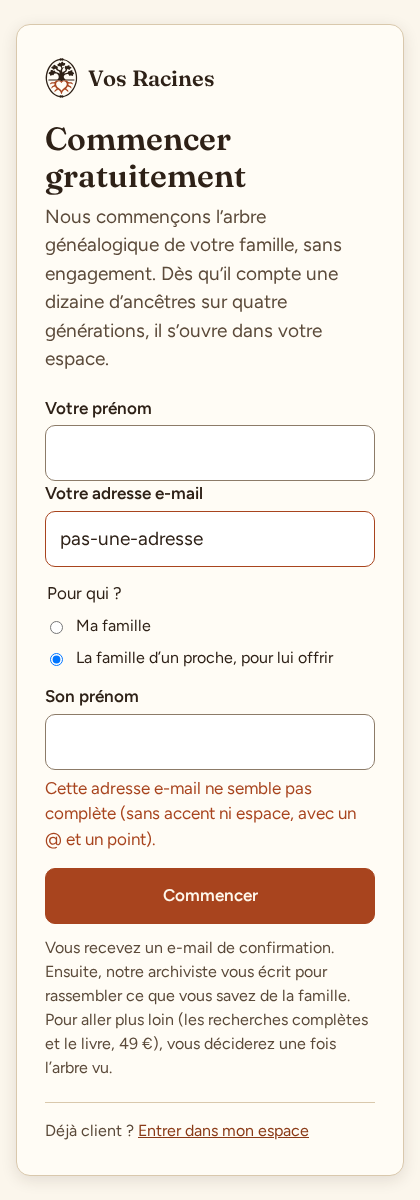 Vos Racines
Commencer
gratuitement
Nous commençons l’arbre
généalogique de votre famille, sans
engagement. Dès qu’il compte une
dizaine d’ancêtres sur quatre
générations, il s’ouvre dans votre
espace.
Votre prénom
Votre adresse e-mail
pas-une-adresse
Pour qui ?
Ma famille
La famille d’un proche, pour lui offrir
Son prénom
Cette adresse e-mail ne semble pas
complète (sans accent ni espace, avec un
@ et un point).
Commencer
Vous recevez un e-mail de confirmation.
Ensuite, notre archiviste vous écrit pour
rassembler ce que vous savez de la famille.
Pour aller plus loin (les recherches complètes
et le livre, 49 €), vous déciderez une fois
l’arbre vu.
Déjà client ? Entrer dans mon espace